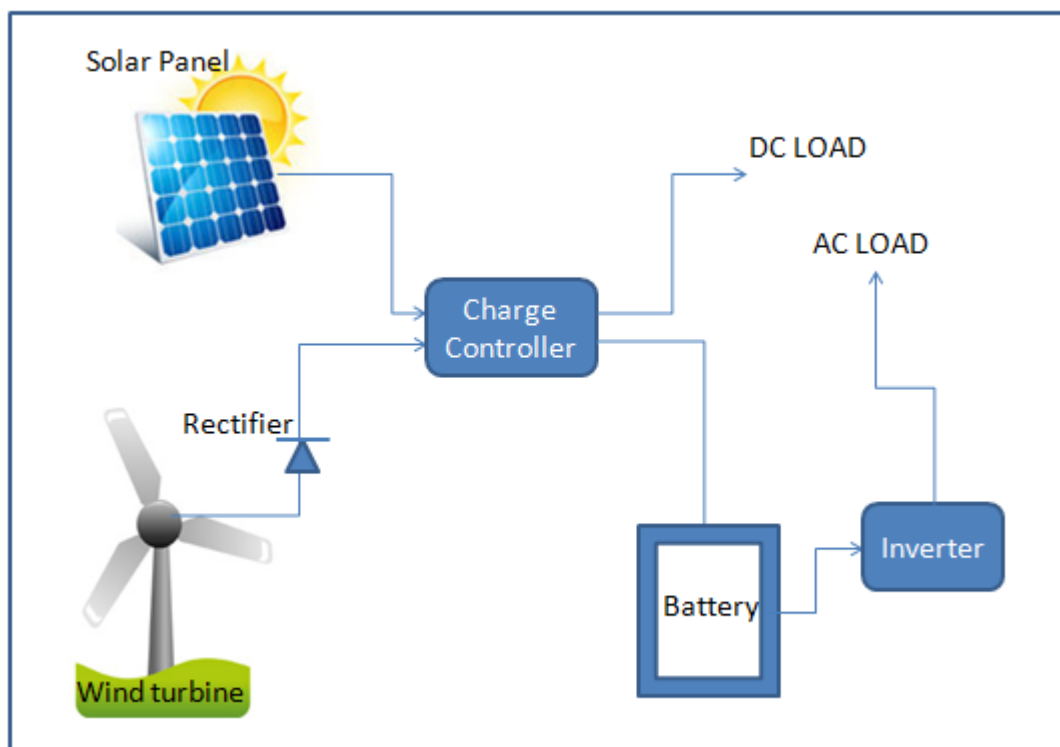 Solar Panel
DC LOAD
AC LOAD
Charge
Controller
Rectifier
Inverter
Battery
Wind turbine